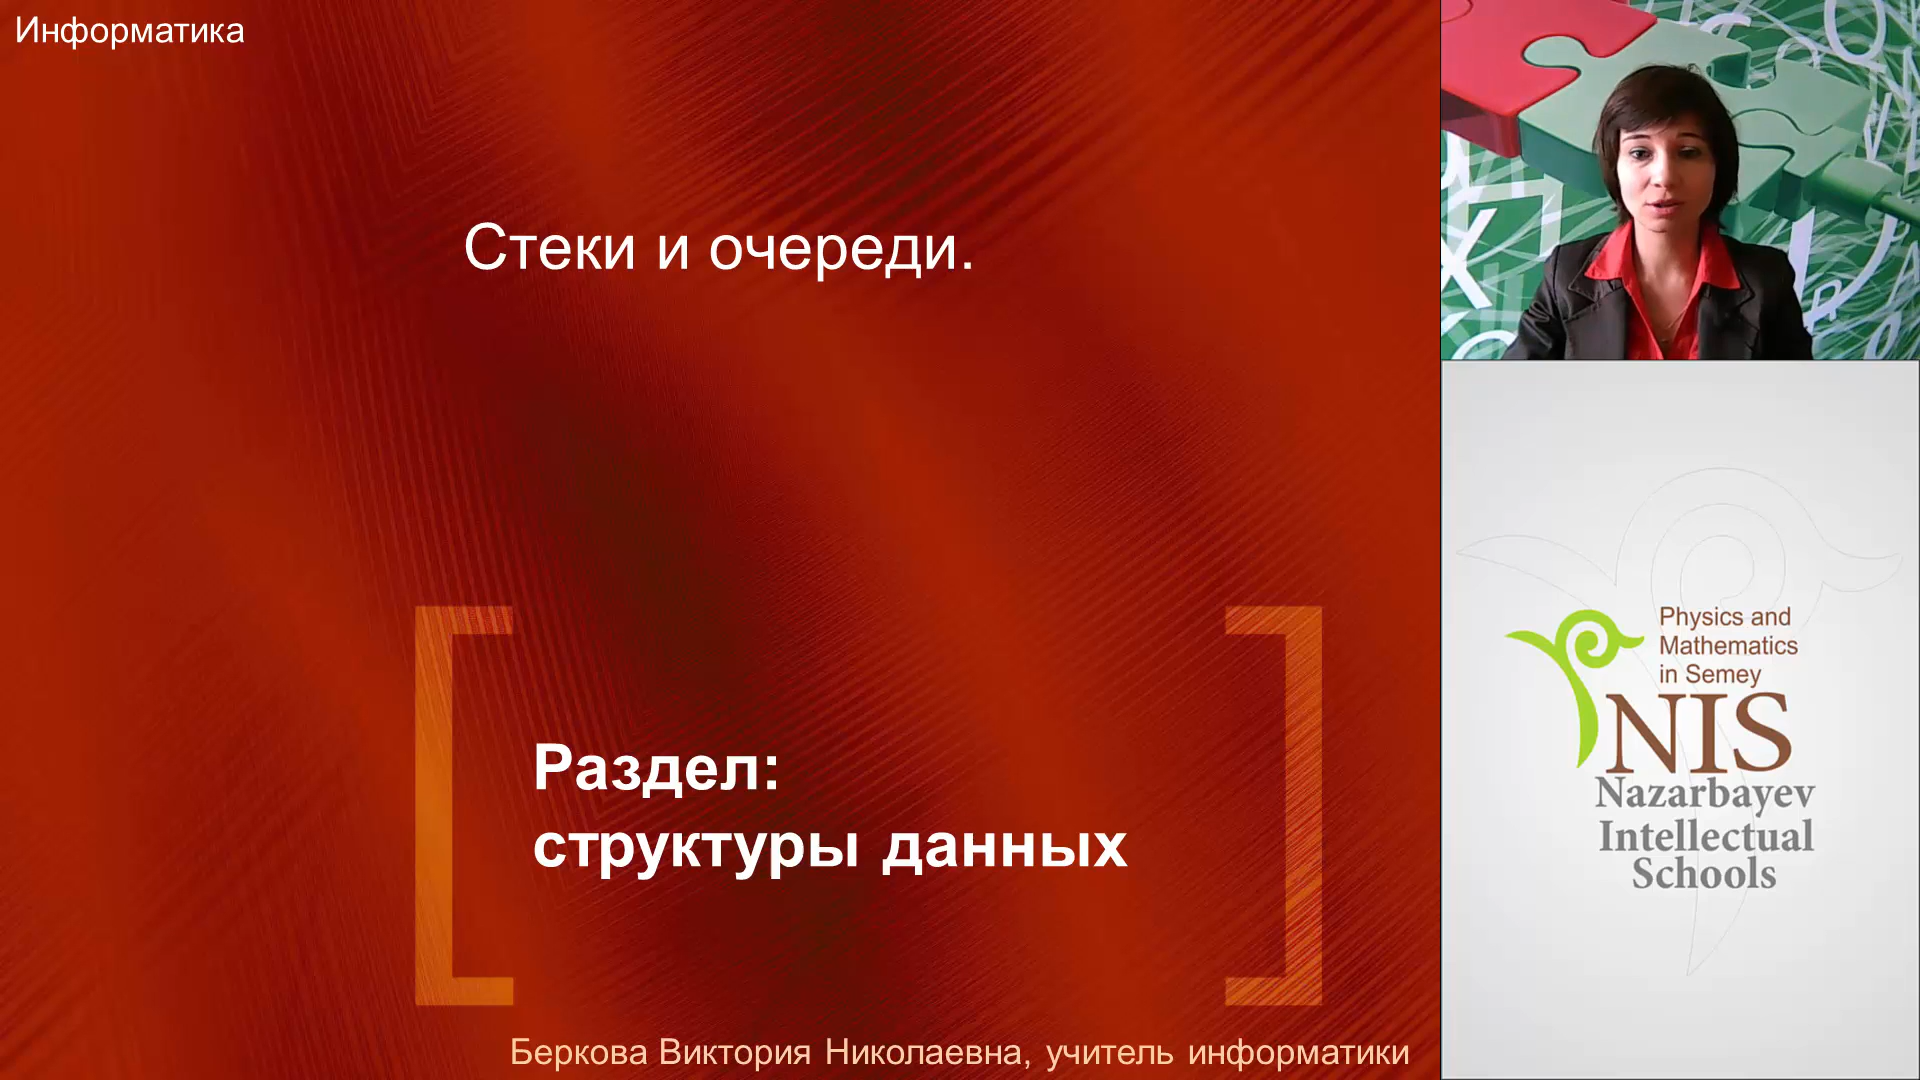 Информатика
Стеки и очереди.
Раздел:
структуры данных
Беркова Виктория Николаевна, учитель информатики
Physics and
Mathematics
in Semey
NIS
Nazarbayev
Intellectual
Schools